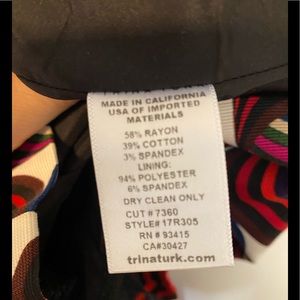 MADE IN CALIFORNIA
USA OF IMPORTED
MATERIALS
58% RAYON
39% COTTON
3% SPANDEX
LINING:
94% POLYESTER
6% SPANDEX
DRY CLEAN ONLY
CUT # 7360
STYLE# 17R305
RN # 93415
CA#30427
trinaturk.com